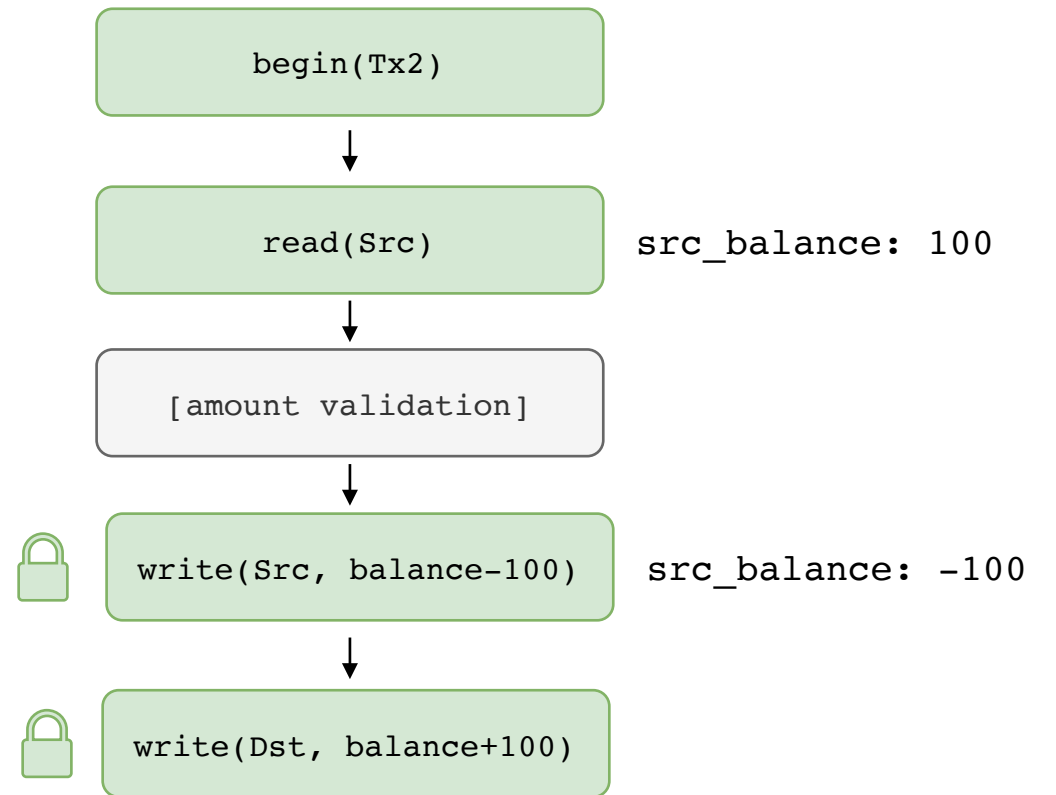 begin(Tx2)
read(Src)
src_balance: 100
[amount validation]
write(Src, balance-100)
src_balance: -100
write(Dst, balance+100)